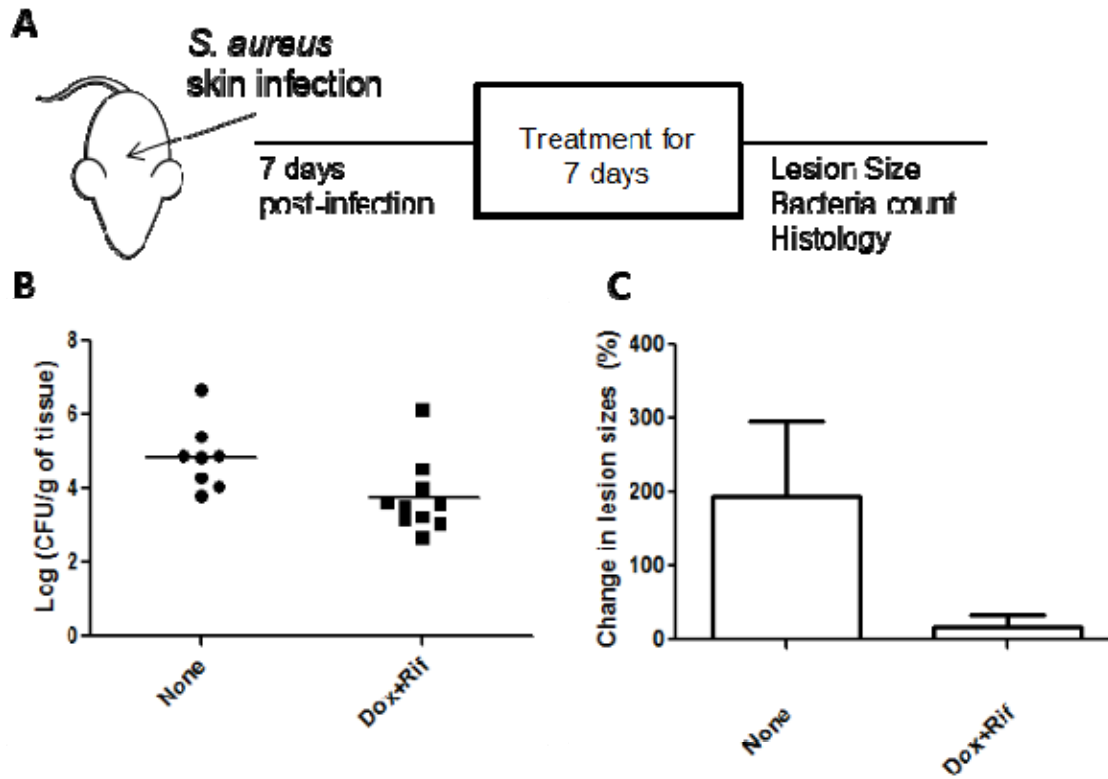 A
S. aureus
skin infection
7 days
post-infection
Treatment for
7 days
Lesion Size
Bacteria count
Histology
B
Log (CFU/g of tissue)
8
6
4
2
0
None
Dox+Rif
C
Change in lesion sizes (%)
400
300
200
100
0
None
Dox+Rif